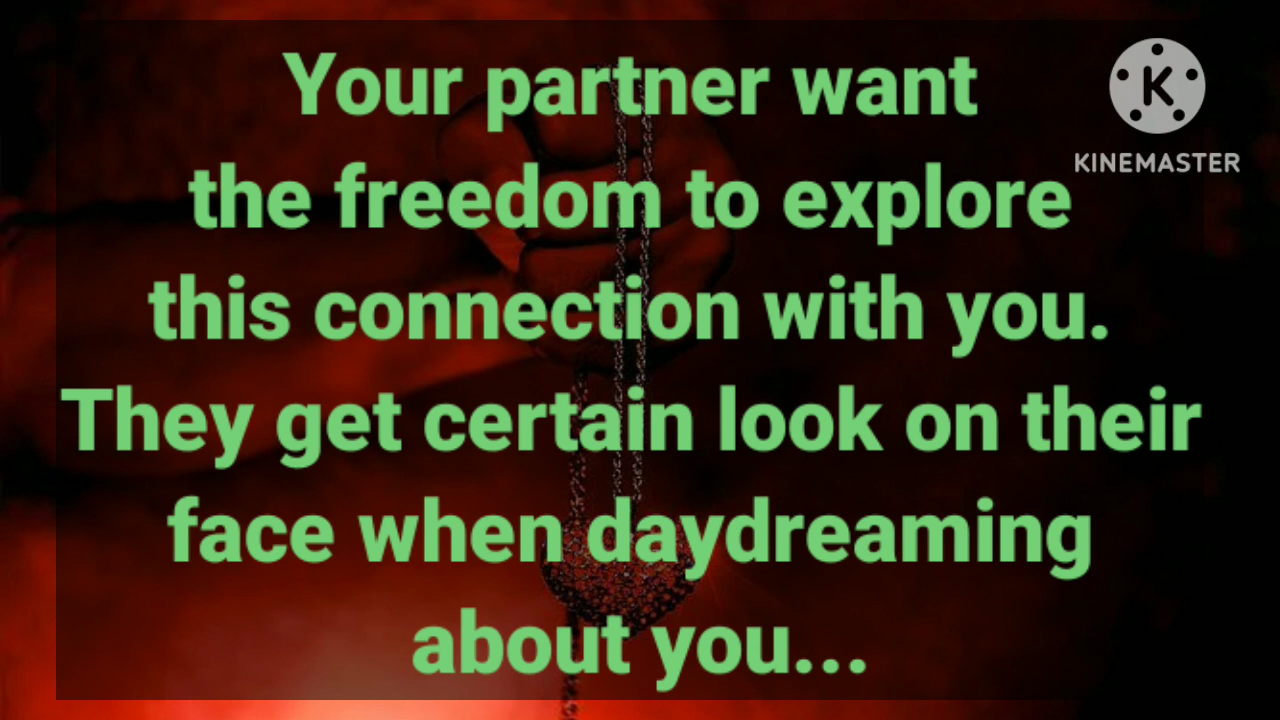 Your partner want
the freedom to explore
this connection with you.
They get certain look on their
face when daydreaming
about you...
K
KINEMASTER